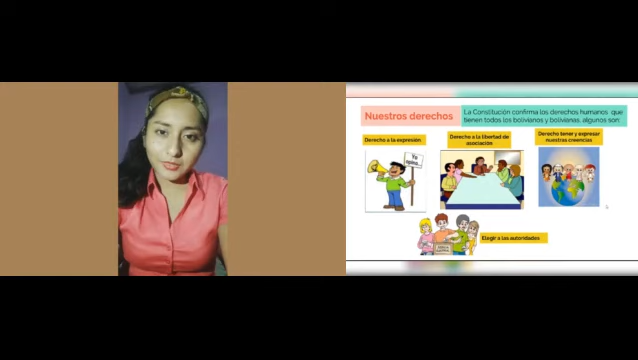 Nuestros derechos
La Constitución confirma los derechos humanos que
tienen todos los bolivianos y bolivianas, algunos son:
Derecho a la expresión
Derecho a la libertad de
asociación
Derecho tener y expresar
nuestras creencias
Yo
opino...
Elegir a las autoridades